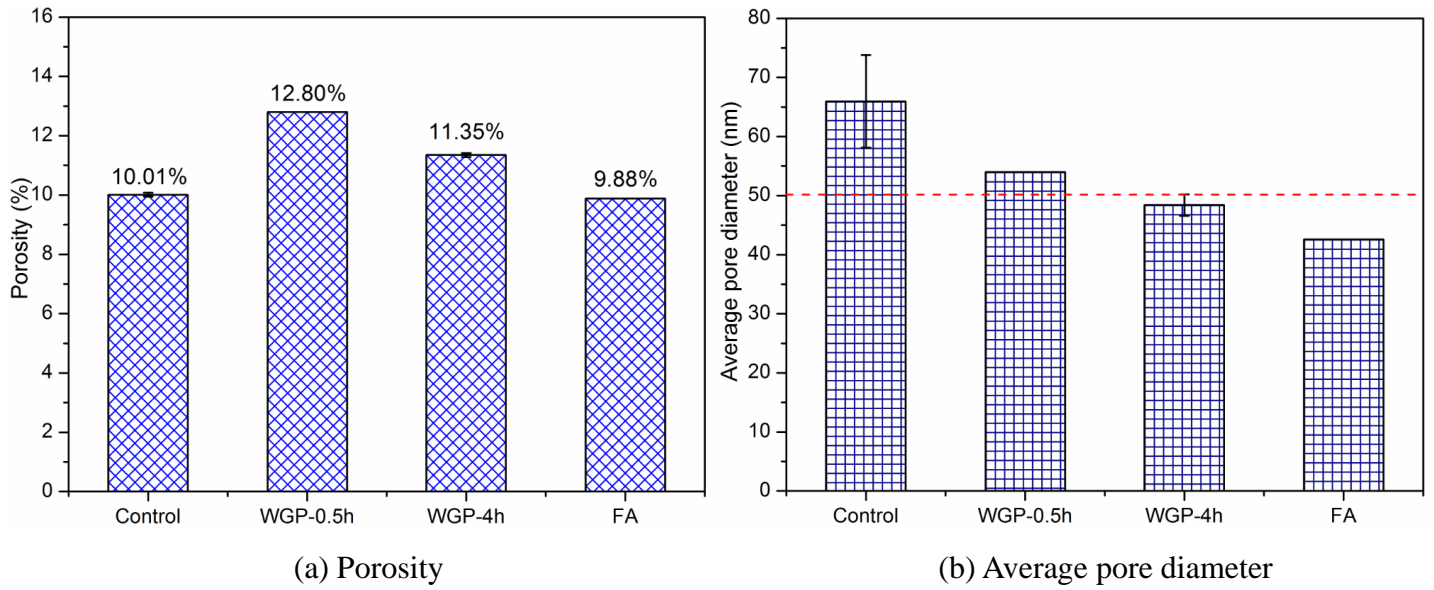 16
14
12
10
8
6
4
2
0
Porosity (%)
10.01%
12.80%
11.35%
9.88%
Control
WGP-0.5h
WGP-4h
FA
(a) Porosity
80
70
60
50
40
30
20
10
0
Average pore diameter (nm)
Control
WGP-0.5h
WGP-4h
FA
(b) Average pore diameter